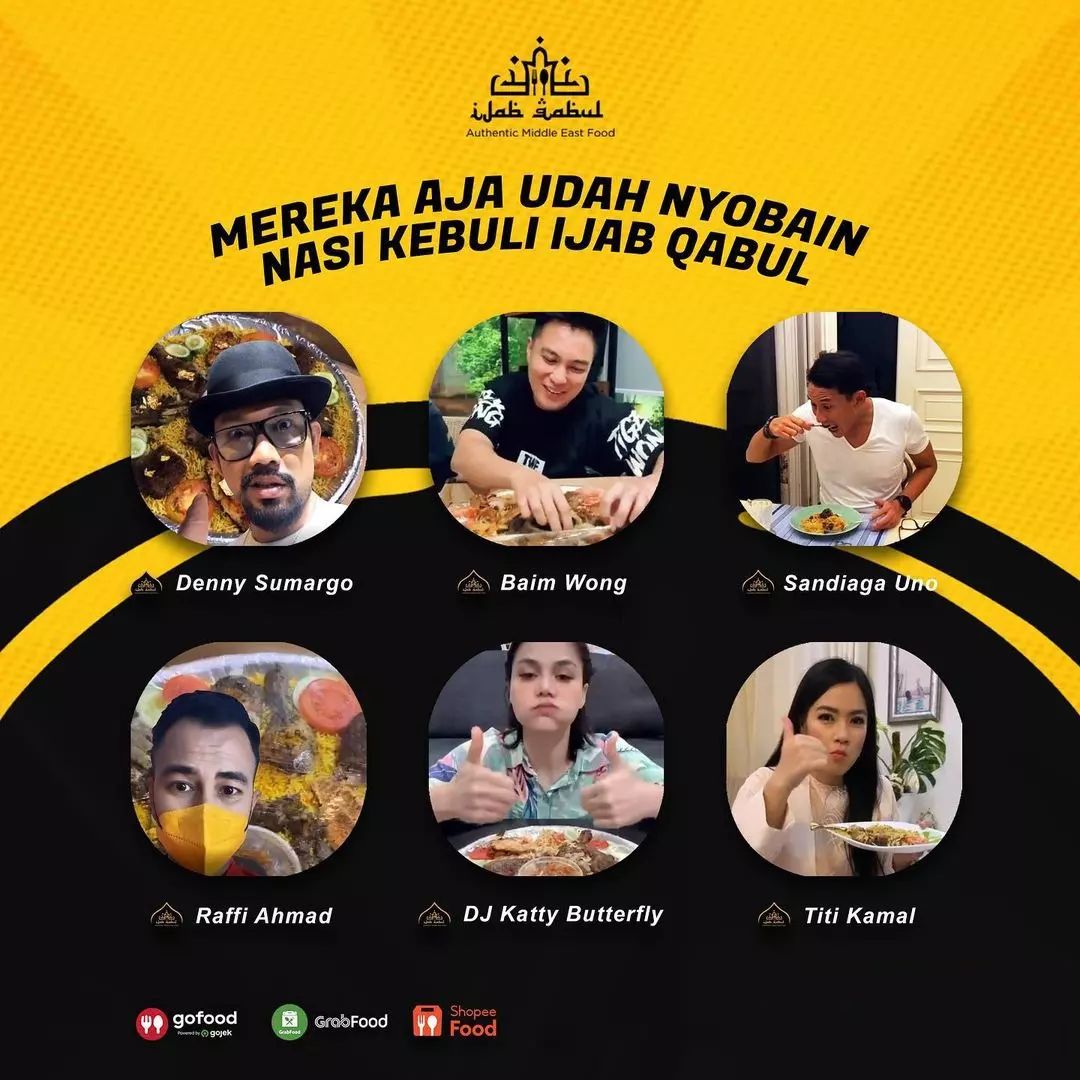 ijab qabul
Authentic Middle East Food
MEREKA AJA UDAH NYOBAIN
NASI KEBULI IJAB QABUL
Denny Sumargo
Baim Wong
Sandiaga Uno
Raffi Ahmad
DJ Katty Butterfly
Titi Kamal
gofood
Powered by gojek
GrabFood
GrabFood
Shopee
Food